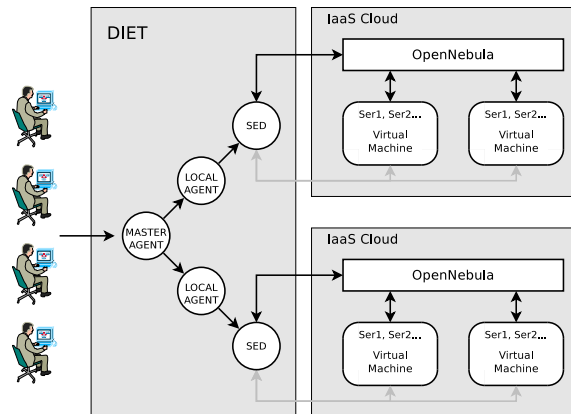 DIET
IaaS Cloud
OpenNebula
Ser1, Ser2...
Virtual
Machine
Ser1, Ser2...
Virtual
Machine
SED
LOCAL
AGENT
MASTER
AGENT
LOCAL
AGENT
SED
IaaS Cloud
OpenNebula
Ser1, Ser2...
Virtual
Machine
Ser1, Ser2...
Virtual
Machine